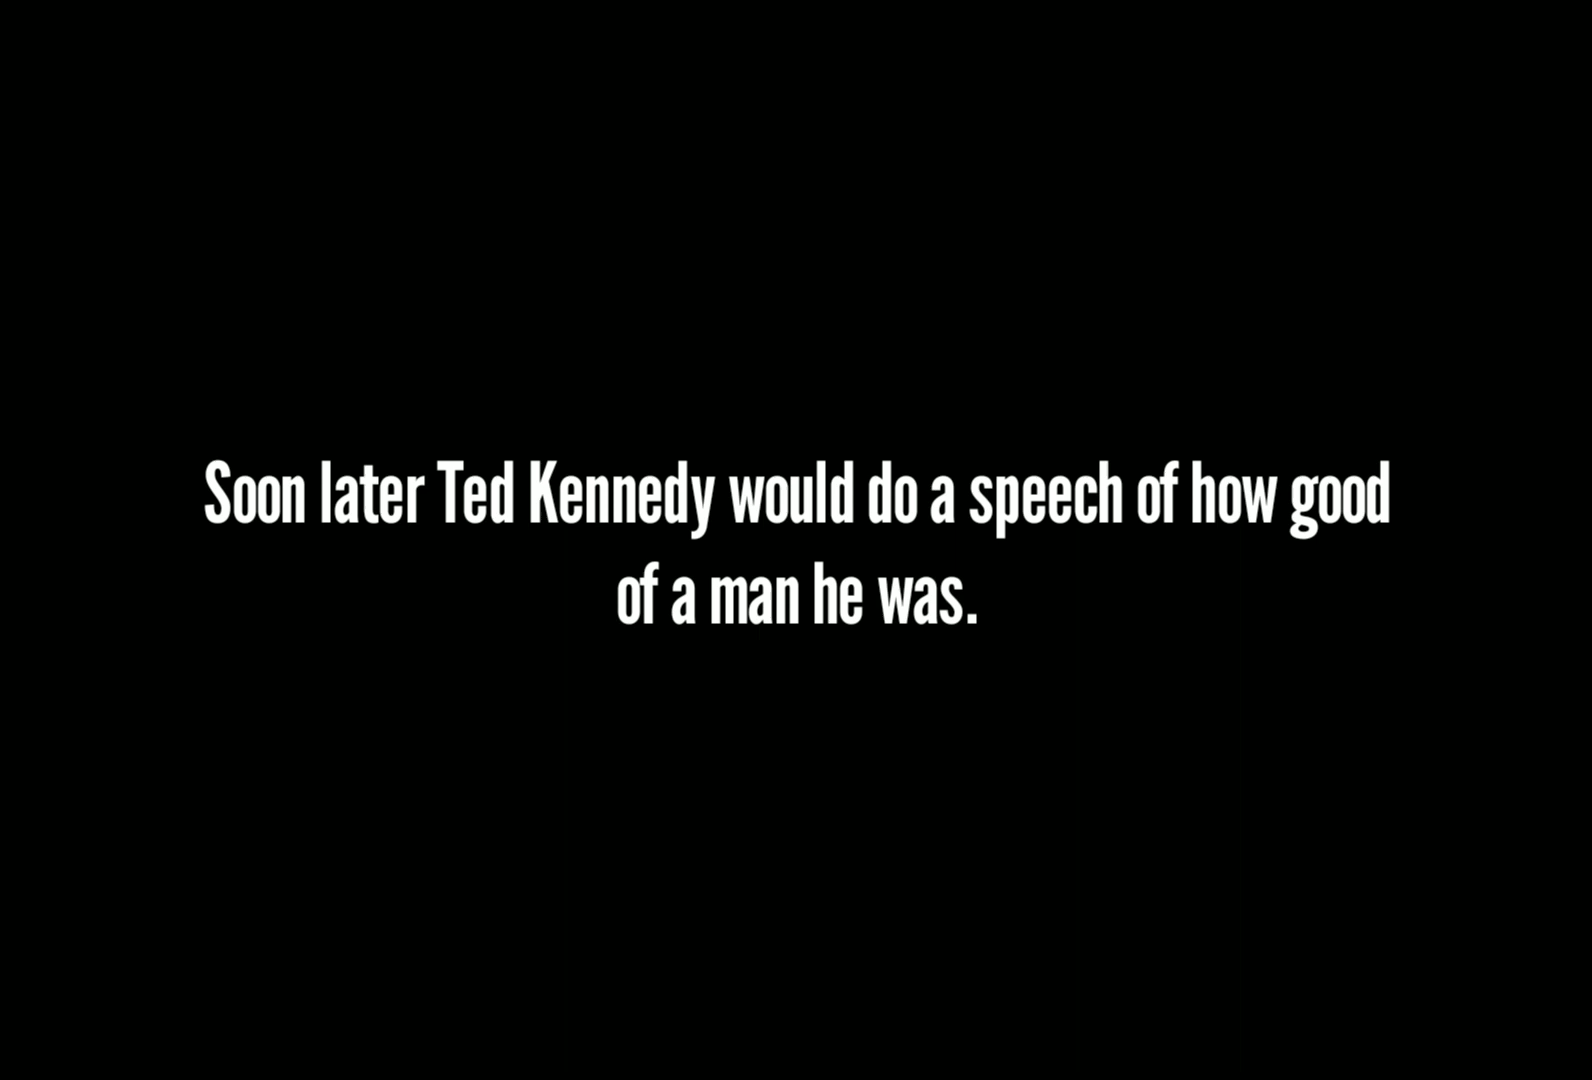 Soon later Ted Kennedy would do a speech of how good
of a man he was.